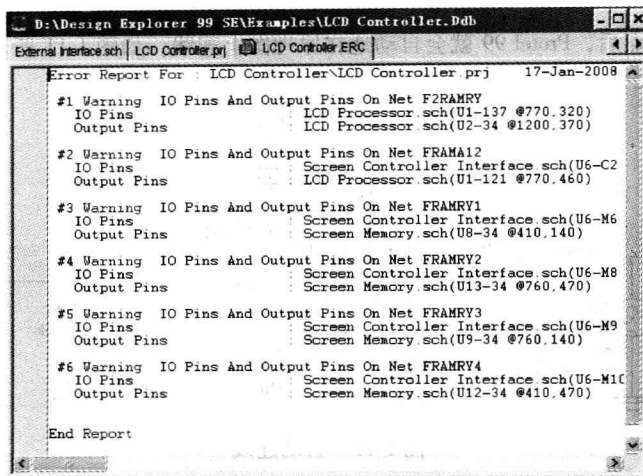 D:\Design Explorer 99 SE\Examples\LCD Controller.Ddb
External Interface.sch LCD Controller.prj LCD Controller.ERC
Error Report For : LCD Controller\LCD Controller.prj 17-Jan-2008
#1 Warning IO Pins And Output Pins On Net F2RAMRY
IO Pins : LCD Processor.sch(U1-137 @770,320)
Output Pins : LCD Processor.sch(U2-34 @1200,370)
#2 Warning IO Pins And Output Pins On Net FRAMA12
IO Pins : Screen Controller Interface.sch(U6-C2
Output Pins : LCD Processor.sch(U1-121 @770,460)
#3 Warning IO Pins And Output Pins On Net FRAMRY1
IO Pins : Screen Controller Interface.sch(U6-M6
Output Pins : Screen Memory.sch(U8-34 @410,140)
#4 Warning IO Pins And Output Pins On Net FRAMRY2
IO Pins : Screen Controller Interface.sch(U6-M8
Output Pins : Screen Memory.sch(U13-34 @760,470)
#5 Warning IO Pins And Output Pins On Net FRAMRY3
IO Pins : Screen Controller Interface.sch(U6-M9
Output Pins : Screen Memory.sch(U9-34 @760,140)
#6 Warning IO Pins And Output Pins On Net FRAMRY4
IO Pins : Screen Controller Interface.sch(U6-M10
Output Pins : Screen Memory.sch(U12-34 @410,470)
End Report